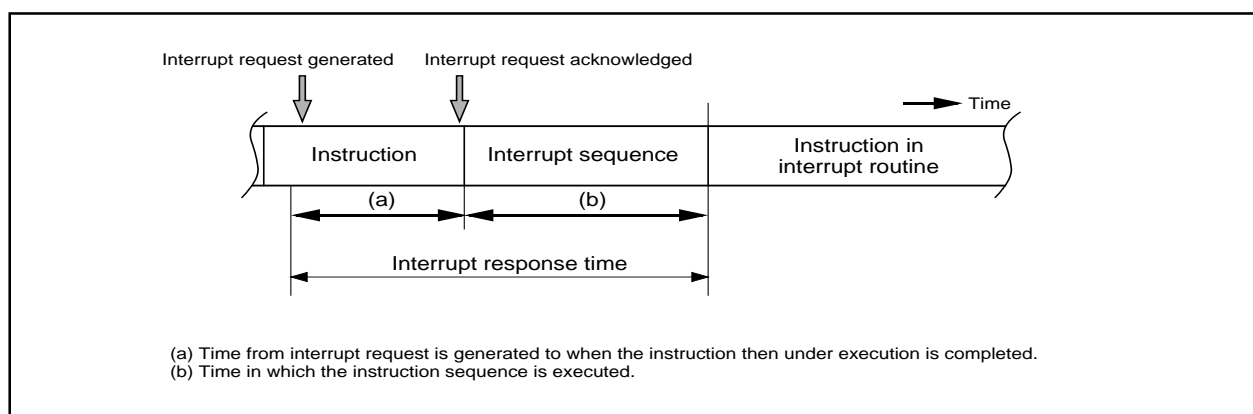 Interrupt request generated
Interrupt request acknowledged
Time
Instruction
Interrupt sequence
Instruction in
interrupt routine
(a)
(b)
Interrupt response time
(a) Time from interrupt request is generated to when the instruction then under execution is completed.
(b) Time in which the instruction sequence is executed.